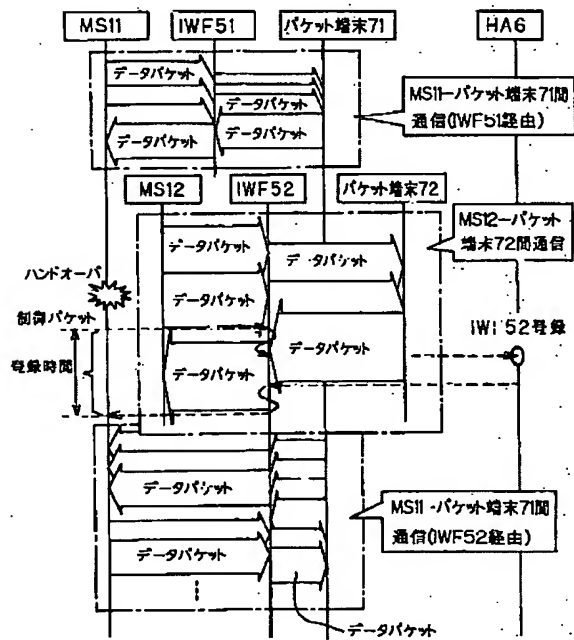 MS11 IWF51 パケット端末71 HA6
データパケット
データパケット
データパケット データパケット
MS11ーパケット端末71間
通信(IWF51経由)
MS12 IWF52 パケット端末72
MS12ーパケット
端末72間通信
データパケット
データパケット
ハンドオーバ
データパケット
制御パケット
IWF52登録
データパケット
登録時間
データパケット
データパケット
MS11-パケット端末71間
通信(IWF52経由)
データパケット
データパケット